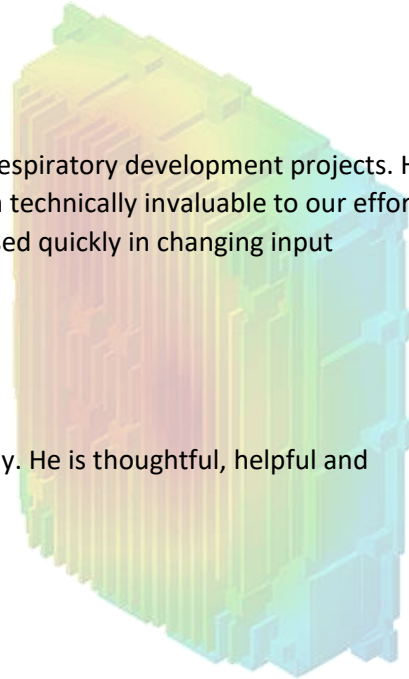 espiratory development projects. H
technically invaluable to our effor
ed quickly in changing input
y. He is thoughtful, helpful and